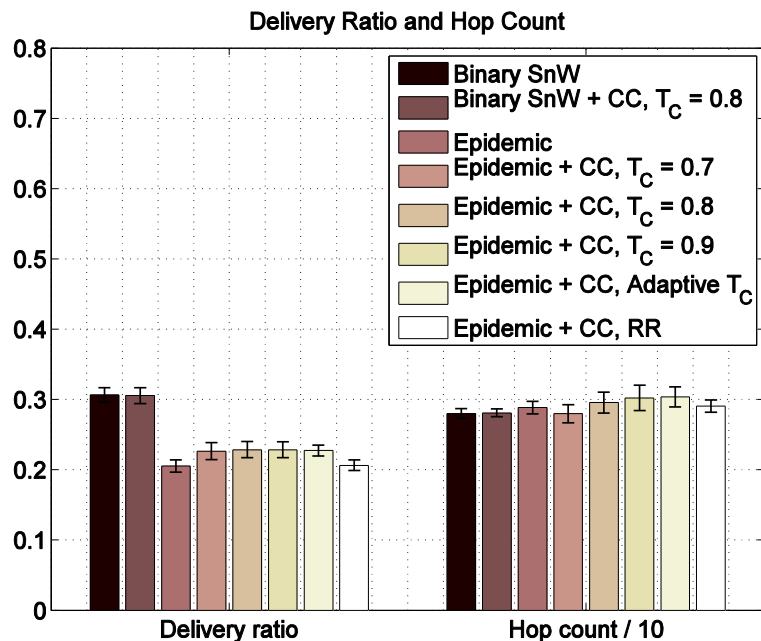 Delivery Ratio and Hop Count
0.8
0.7
0.6
0.5
0.4
0.3
0.2
0.1
0
Binary SnW
Binary SnW + CC, T_C = 0.8
Epidemic
Epidemic + CC, T_C = 0.7
Epidemic + CC, T_C = 0.8
Epidemic + CC, T_C = 0.9
Epidemic + CC, Adaptive T_C
Epidemic + CC, RR
Delivery ratio
Hop count / 10